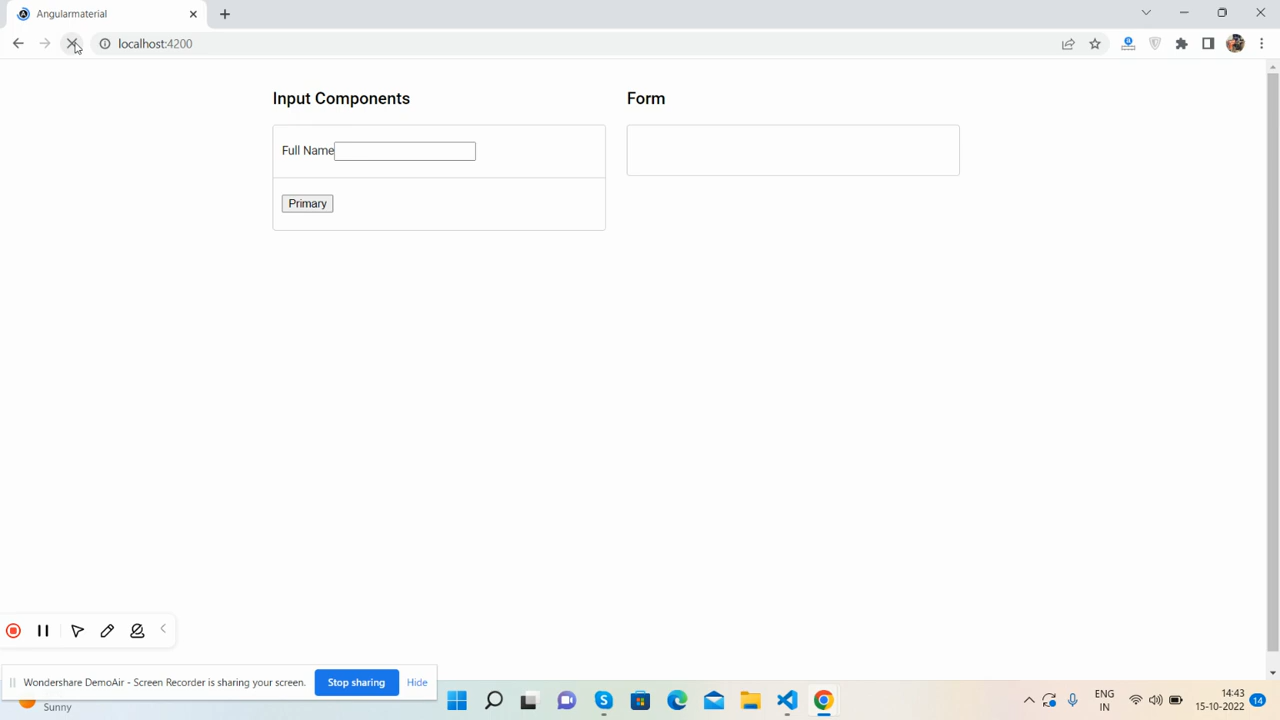 Angularmaterial
localhost:4200
Input Components
Form
Full Name
Primary
Wondershare DemoAir - Screen Recorder is sharing your screen.
Stop sharing
Hide
Sunny
ENG
IN
14:43
15-10-2022
14